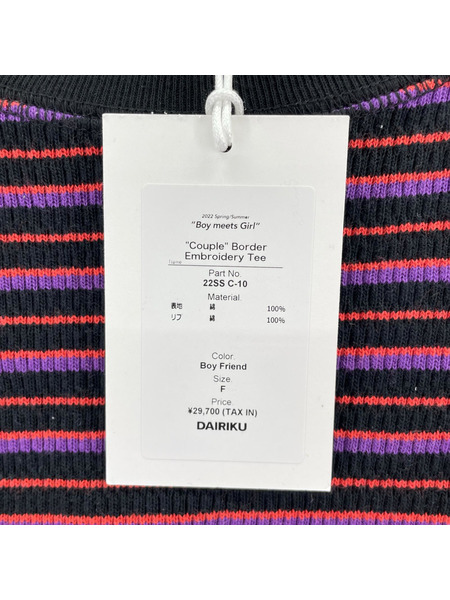 2022 Spring/Summer
"Boy meets Girl"
"Couple" Border
Embroidery Tee
Name
Part No.
22SS C-10
Material.
表地 綿 100%
リブ 綿 100%
Color.
Boy Friend
Size.
F
Price.
¥29,700 (TAX IN)
DAIRIKU